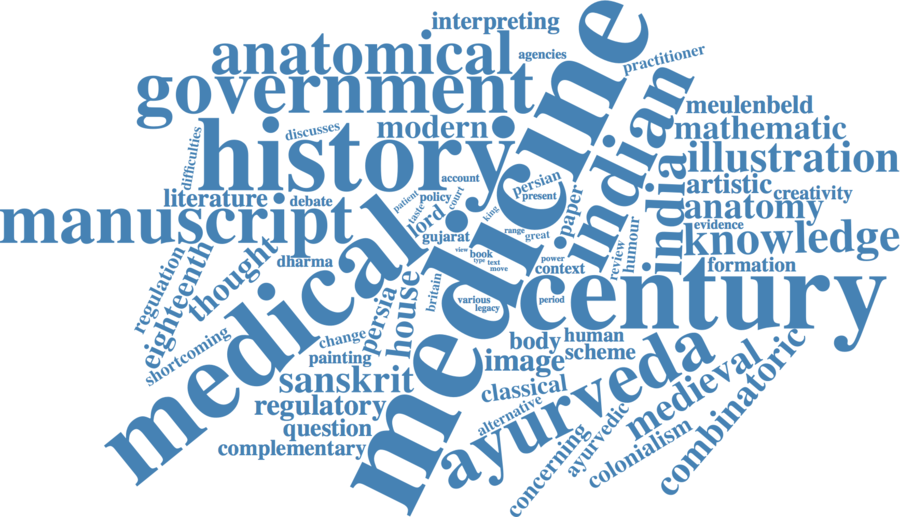 interpreting
anatomical
agencies
practitioner
government
medicine
history
discusses
modern
indian
meulenbeld
mathematic
illustration
difficulties
account
persian
present
paper
india
artistic
creativity
literature
debate
patient
policy
court
taste
lord
king
anatomy
manuscript
medical
gujarat
range
great
evidence
knowledge
review
humour
regulation
eighteenth
thought
dharma
view
book
type
text
move
power
context
formation
persia
house
britain
various
legacy
period
century
shortcoming
change
painting
body
human
image
scheme
sanskrit
classical
ayurveda
medieval
combinatoric
regulatory
question
alternative
complementary
concerning
ayurvedic
colonialism